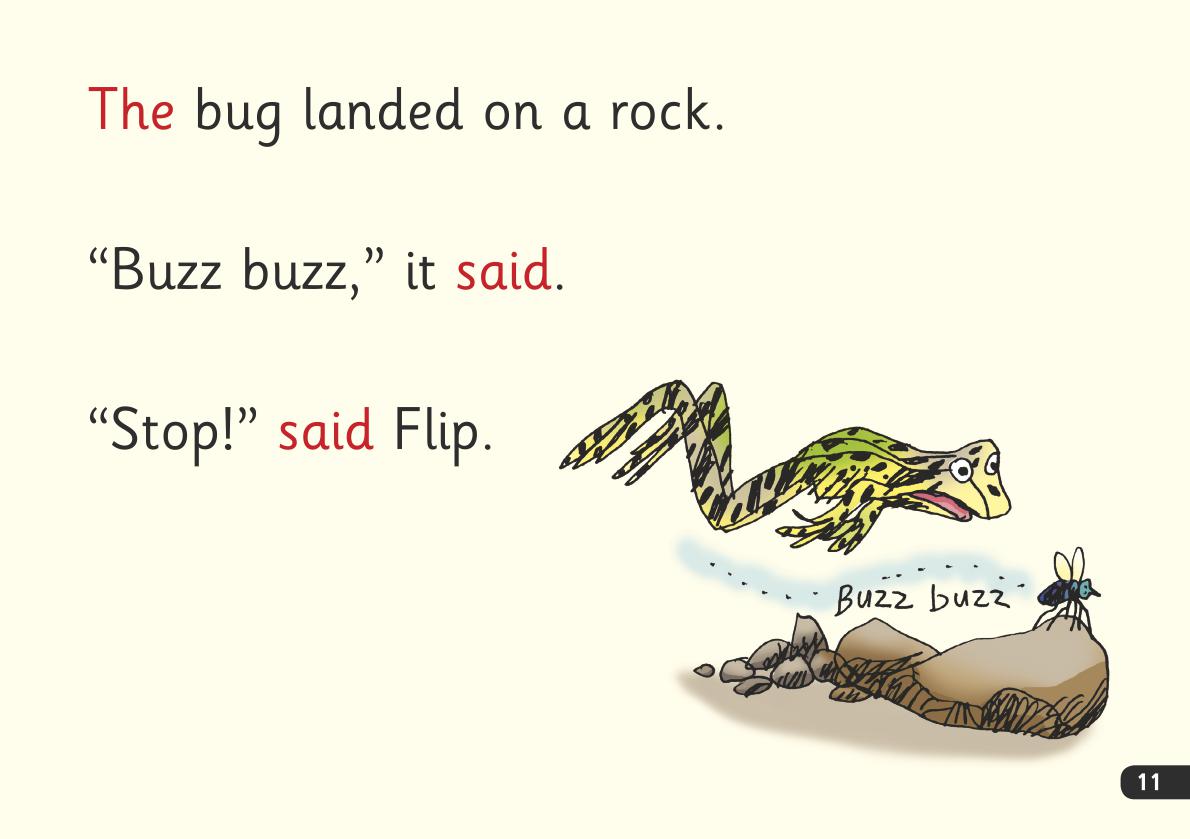 The bug landed on a rock.
“Buzz buzz,” it said.
“Stop!” said Flip.
Buzz buzz
11